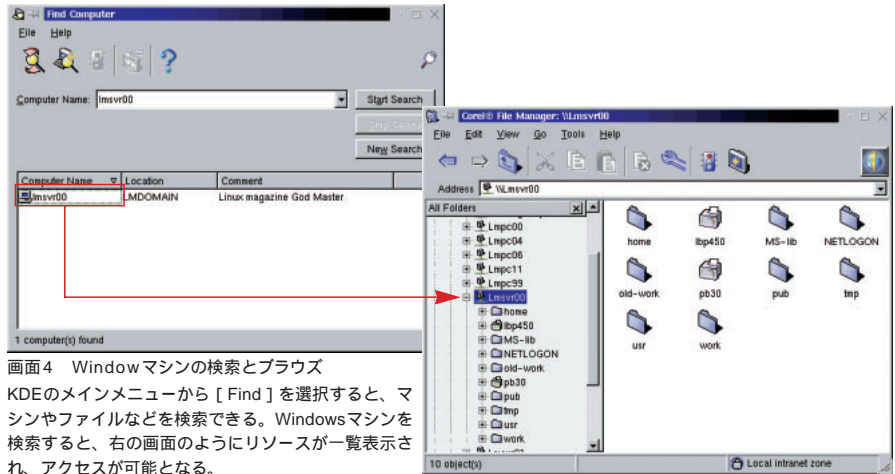 Find Computer
File Help
Computer Name: lmsvr00
Start Search
Stop Search
New Search
Computer Name Location Comment
lmsvr00 LMDOMAIN Linux magazine God Master
1 computer(s) found
Corel® File Manager: \\Lmsvr00
File Edit View Go Tools Help
Address \\Lmsvr00
All Folders
Lmpc00
Lmpc04
Lmpc06
Lmpc11
Lmpc99
Lmsvr00
home
lbp450
MS-lib
NETLOGON
old-work
pb30
pub
tmp
usr
work
home lbp450 MS-lib NETLOGON
old-work pb30 pub tmp
usr work
10 object(s) Local intranet zone
画面4 Windowマシンの検索とブラウズ
KDEのメインメニューから［Find］を選択すると、マ
シンやファイルなどを検索できる。Windowsマシンを
検索すると、右の画面のようにリソースが一覧表示さ
れ、アクセスが可能となる。